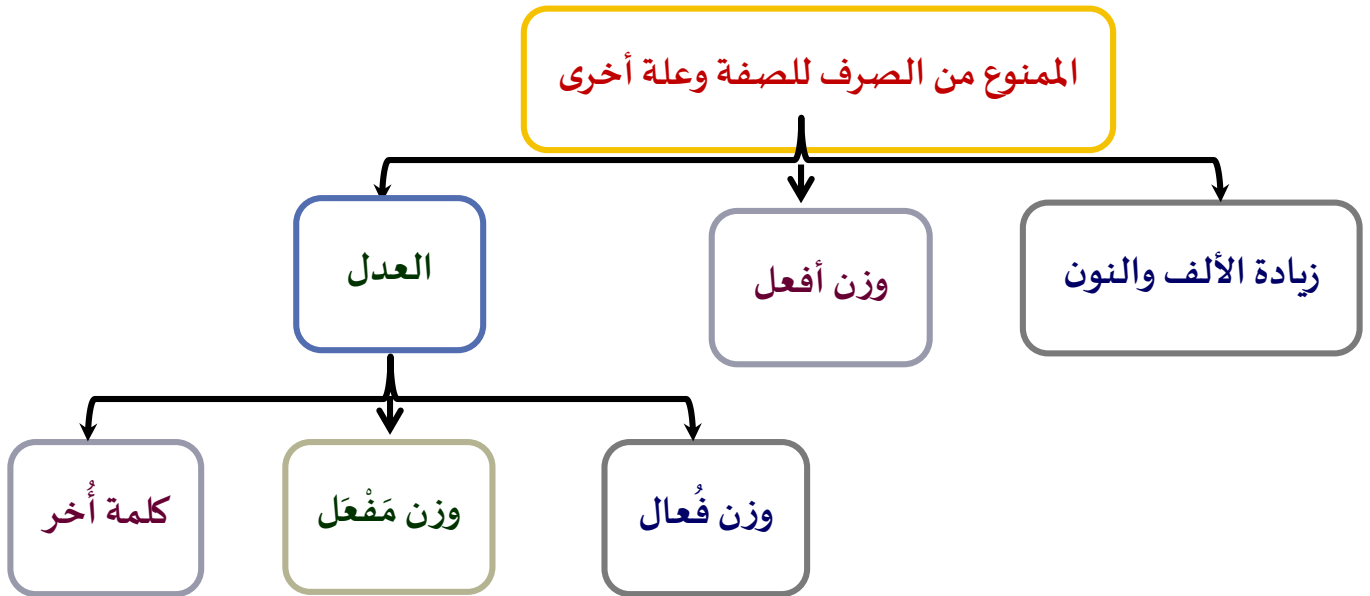 الممنوع من الصرف للصفة وعلة أخرى
زيادة الألف والنون
وزن أفعل
العدل
وزن فُعال
وزن مَفْعَل
كلمة أُخر